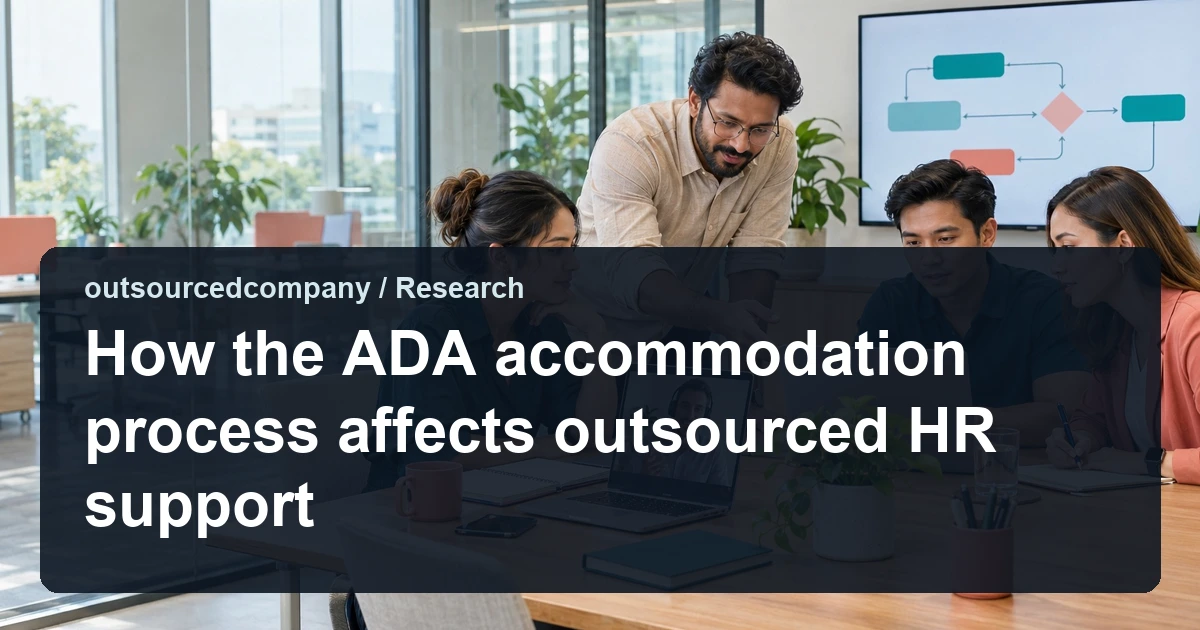 outsourcedcompany / Research
How the ADA accommodation
process affects outsourced HR
support